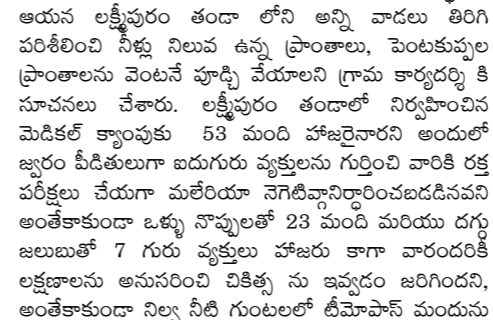 ఆయన లక్ష్మీపురం తండా లోని అన్ని వాడలు తిరిగి
పరిశీలించి నీళ్లు నిలువ ఉన్న ప్రాంతాలు, పెంటకుప్పల
ప్రాంతాలను వెంటనే పూడ్చి వేయాలని గ్రామ కార్యదర్శి కి
సూచనలు చేశారు. లక్ష్మీపురం తండాలో నిర్వహించిన
మెడికల్ క్యాంపుకు 53 మంది హాజరైనారని అందులో
జ్వరం పీడితులుగా ఐదుగురు వ్యక్తులను గుర్తించి వారికి రక్త
పరీక్షలు చేయగా మలేరియా నెగెటివ్గానిర్ధారించబడడినవని
అంతేకాకుండా ఒళ్ళు నొప్పులతో 23 మంది మరియు దగ్గు
జలుబుతో 7 గురు వ్యక్తులు హాజరు కాగా వారందరికీ
లక్షణాలను అనుసరించి చికిత్స ను ఇవ్వడం జరిగిందని,
అంతేకాకుండా నిల్వ నీటి గుంటలలో టీమోపాస్ మందును